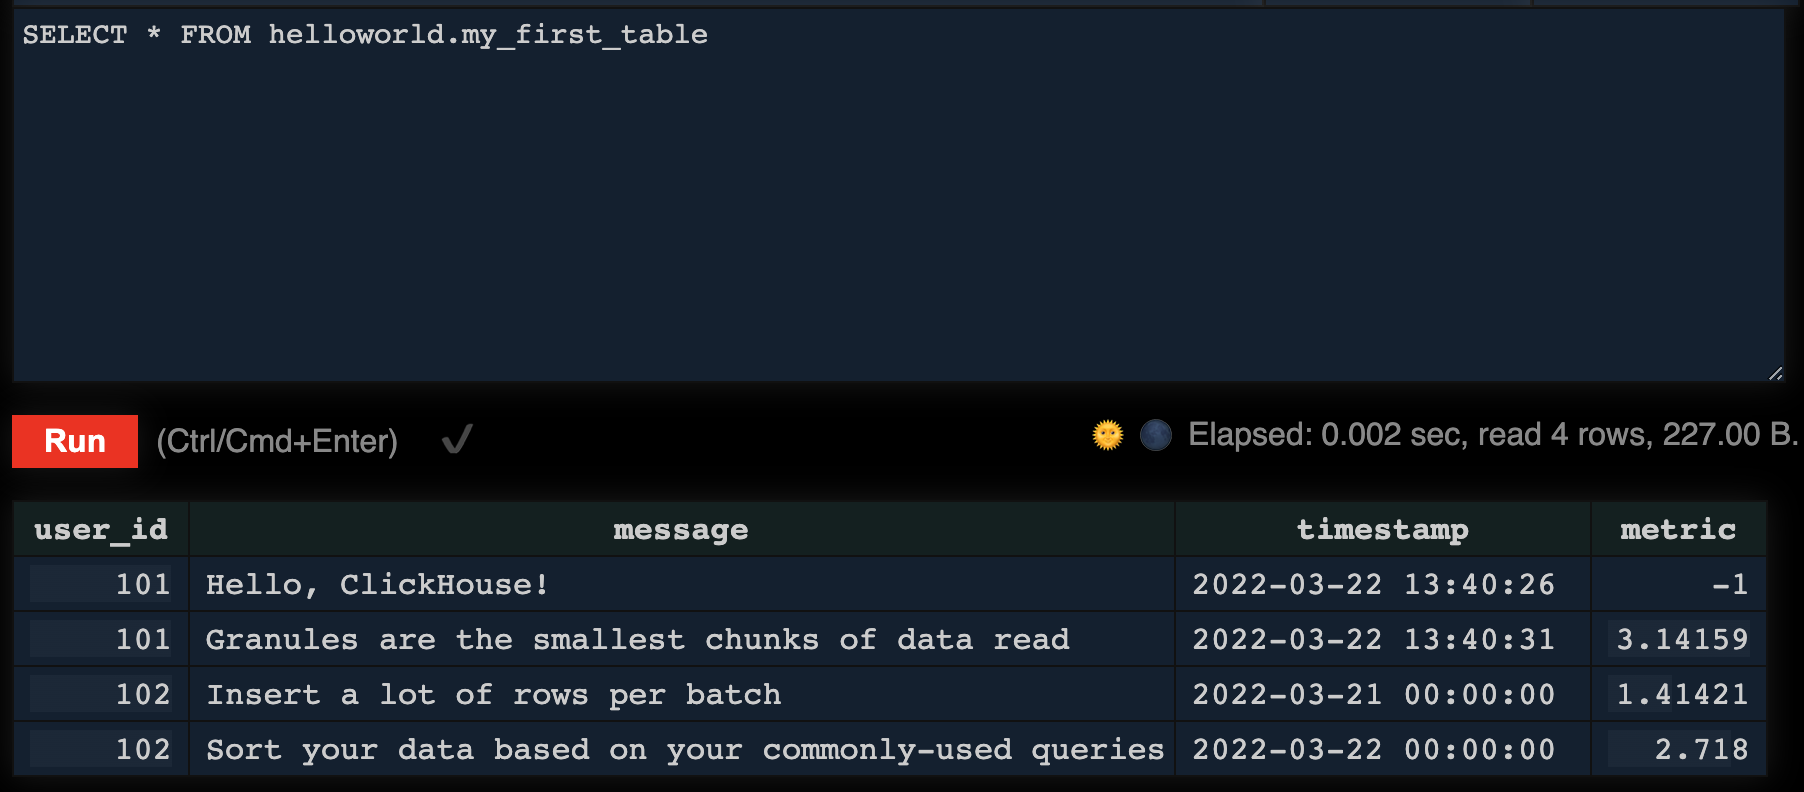 SELECT * FROM helloworld.my_first_table
Run (Ctrl/Cmd+Enter) ✔ 🌞 🌑 Elapsed: 0.002 sec, read 4 rows, 227.00 B.
user_id message timestamp metric
101 Hello, ClickHouse! 2022-03-22 13:40:26 -1
101 Granules are the smallest chunks of data read 2022-03-22 13:40:31 3.14159
102 Insert a lot of rows per batch 2022-03-21 00:00:00 1.41421
102 Sort your data based on your commonly-used queries 2022-03-22 00:00:00 2.718